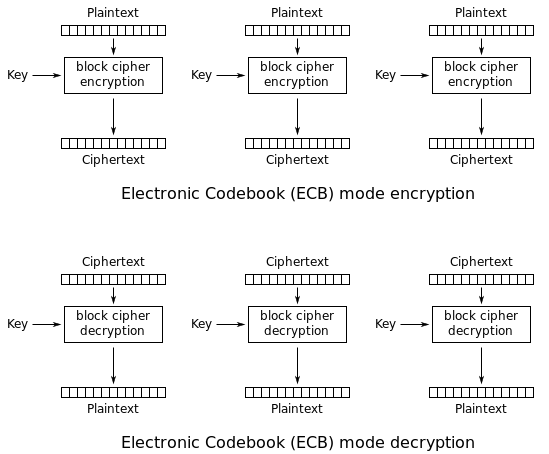 Plaintext Plaintext Plaintext
Key block cipher encryption Key block cipher encryption Key block cipher encryption
Ciphertext Ciphertext Ciphertext
Electronic Codebook (ECB) mode encryption
Ciphertext Ciphertext Ciphertext
Key block cipher decryption Key block cipher decryption Key block cipher decryption
Plaintext Plaintext Plaintext
Electronic Codebook (ECB) mode decryption